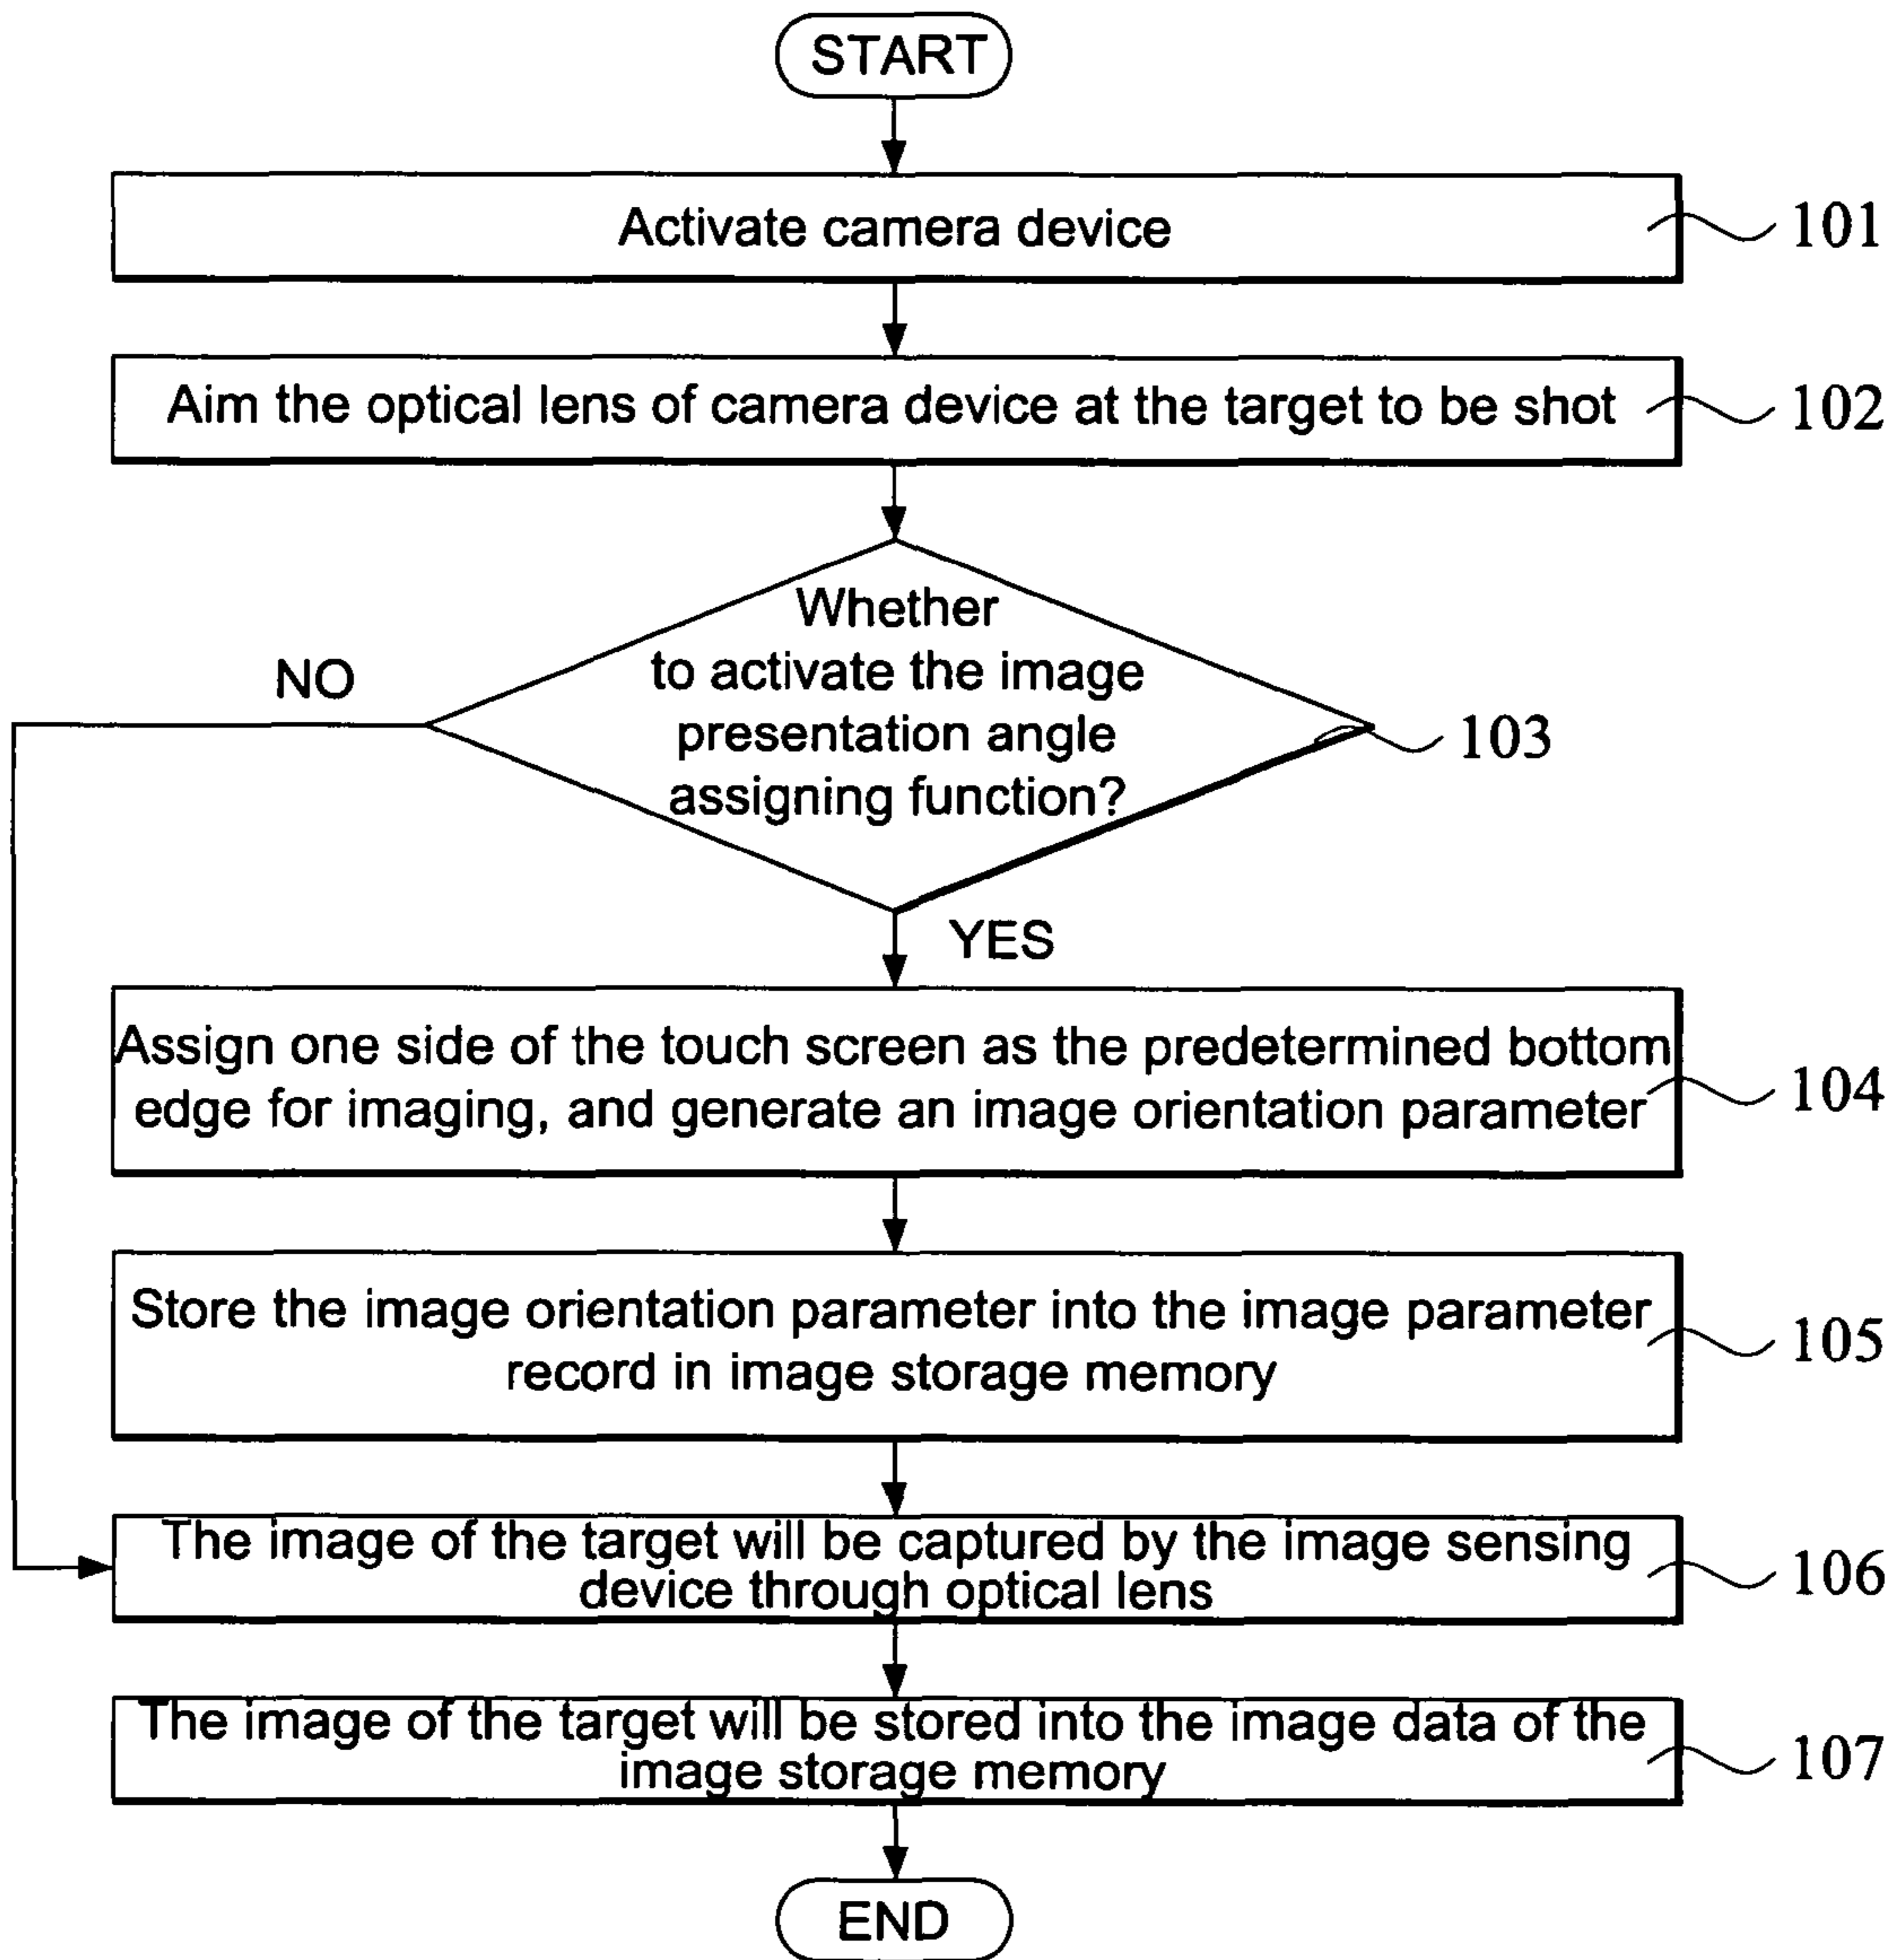 START
Activate camera device
101
Aim the optical lens of camera device at the target to be shot
102
Whether
to activate the image
presentation angle
assigning function?
NO
103
YES
Assign one side of the touch screen as the predetermined bottom
edge for imaging, and generate an image orientation parameter
104
Store the image orientation parameter into the image parameter
record in image storage memory
105
The image of the target will be captured by the image sensing
device through optical lens
106
The image of the target will be stored into the image data of the
image storage memory
107
END